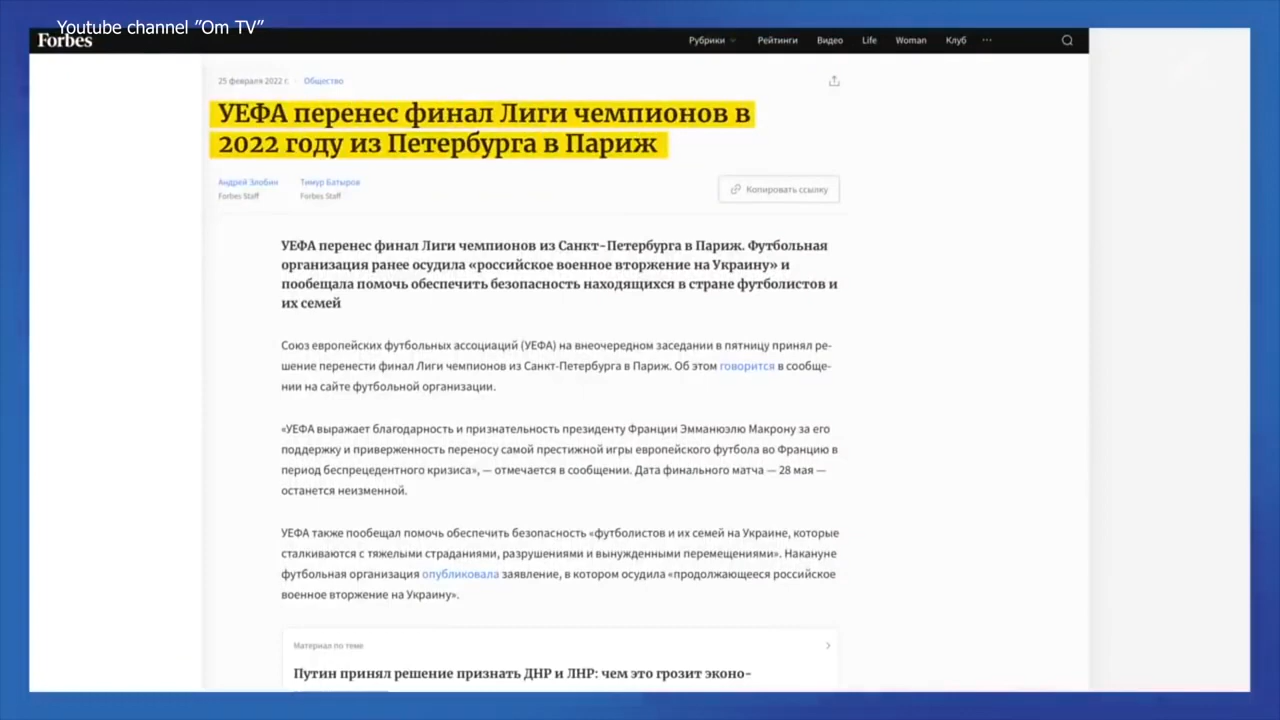 Youtube channel "Om TV"
Forbes
Рубрики Рейтинги Видео Life Woman Клуб ···
25 февраля 2022 г. · Общество
УЕФА перенес финал Лиги чемпионов в
2022 году из Петербурга в Париж
Андрей Злобин Тимур Батыров
Forbes Staff Forbes Staff
Копировать ссылку
УЕФА перенес финал Лиги чемпионов из Санкт-Петербурга в Париж. Футбольная
организация ранее осудила «российское военное вторжение на Украину» и
пообещала помочь обеспечить безопасность находящихся в стране футболистов и
их семей
Союз европейских футбольных ассоциаций (УЕФА) на внеочередном заседании в пятницу принял ре-
шение перенести финал Лиги чемпионов из Санкт-Петербурга в Париж. Об этом говорится в сообще-
нии на сайте футбольной организации.
«УЕФА выражает благодарность и признательность президенту Франции Эммануэлю Макрону за его
поддержку и приверженность переносу самой престижной игры европейского футбола во Францию в
период беспрецедентного кризиса», — отмечается в сообщении. Дата финального матча — 28 мая —
останется неизменной.
УЕФА также пообещал помочь обеспечить безопасность «футболистов и их семей на Украине, которые
сталкиваются с тяжелыми страданиями, разрушениями и вынужденными перемещениями». Накануне
футбольная организация опубликовала заявление, в котором осудила «продолжающееся российское
военное вторжение на Украину».
Материал по теме
Путин принял решение признать ДНР и ЛНР: чем это грозит эконо-